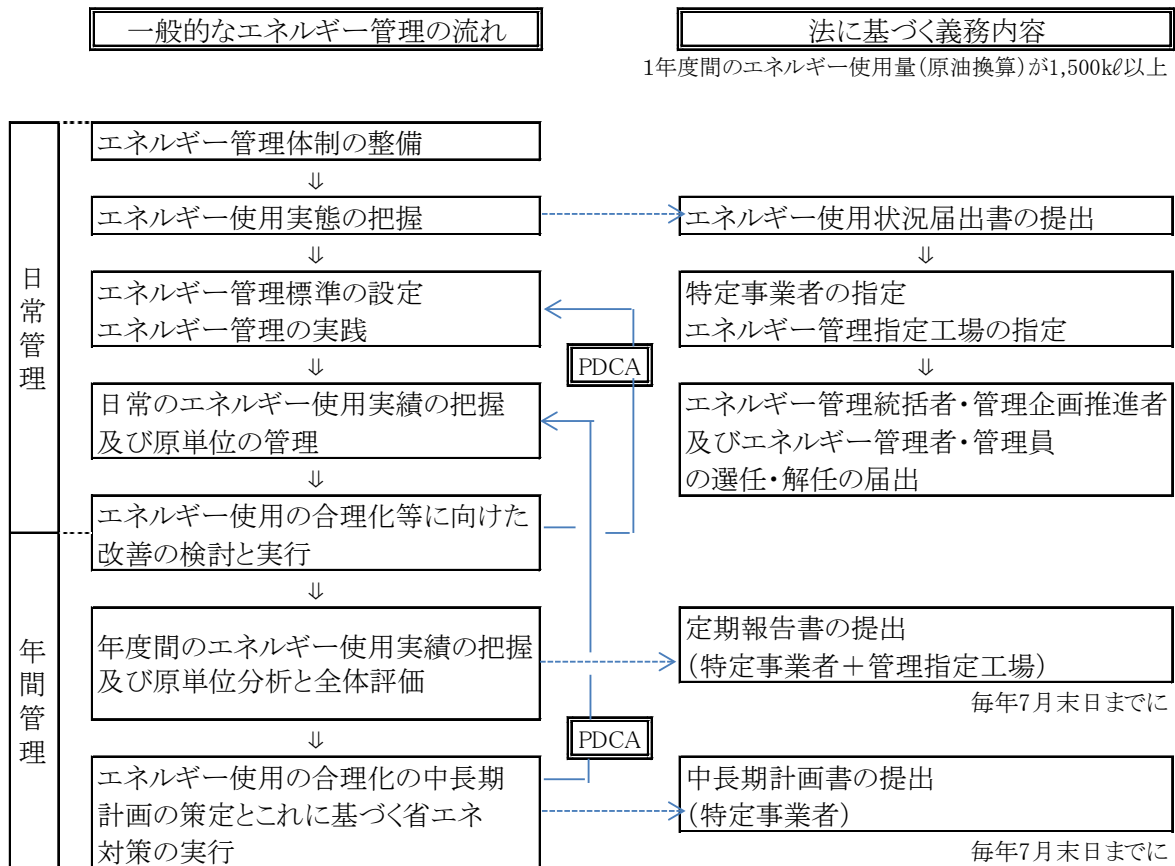 一般的なエネルギー管理の流れ
法に基づく義務内容
1年度間のエネルギー使用量(原油換算)が1,500kℓ以上
日常管理
エネルギー管理体制の整備
⇓
エネルギー使用実態の把握
エネルギー使用状況届出書の提出
⇓
⇓
エネルギー管理標準の設定
エネルギー管理の実践
特定事業者の指定
エネルギー管理指定工場の指定
PDCA
⇓
⇓
日常のエネルギー使用実績の把握
及び原単位の管理
エネルギー管理統括者・管理企画推進者
及びエネルギー管理者・管理員
の選任・解任の届出
⇓
エネルギー使用の合理化等に向けた
改善の検討と実行
⇓
年間管理
年度間のエネルギー使用実績の把握
及び原単位分析と全体評価
定期報告書の提出
(特定事業者+管理指定工場)
毎年7月末日までに
⇓
PDCA
エネルギー使用の合理化の中長期
計画の策定とこれに基づく省エネ
対策の実行
中長期計画書の提出
(特定事業者)
毎年7月末日までに